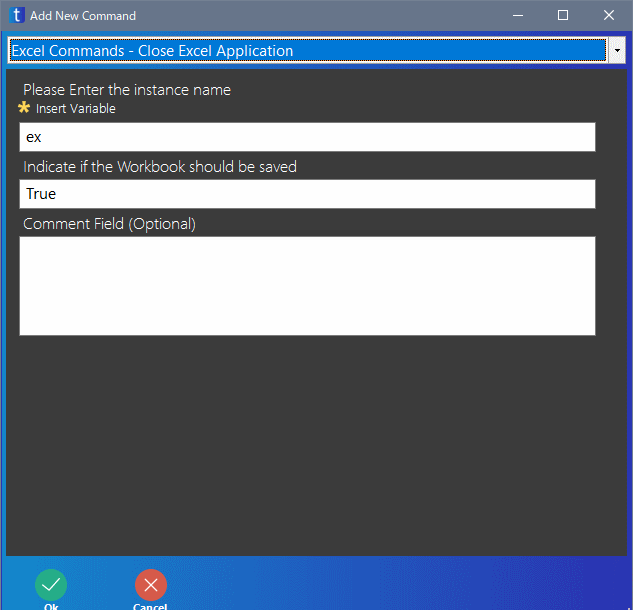 Add New Command
Excel Commands - Close Excel Application
Please Enter the instance name
Insert Variable
ex
Indicate if the Workbook should be saved
True
Comment Field (Optional)
Ok
Cancel